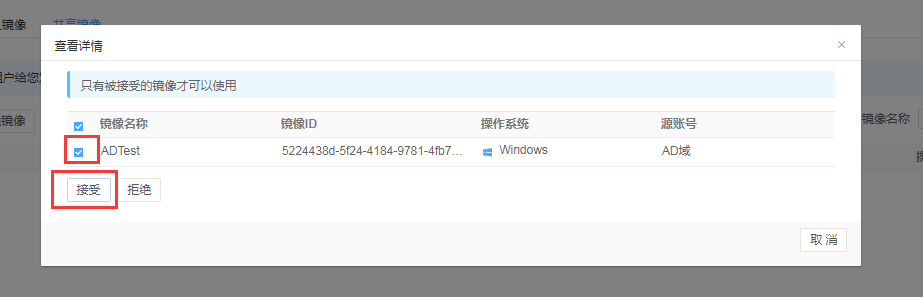 镜像 共享镜像
查看详情 ×
用户给您
只有被接受的镜像才可以使用
镜像 镜像名称
镜像名称 镜像ID 操作系统 源账号
ADTest 5224438d-5f24-4184-9781-4fb7... Windows AD域
接受 拒绝
取消